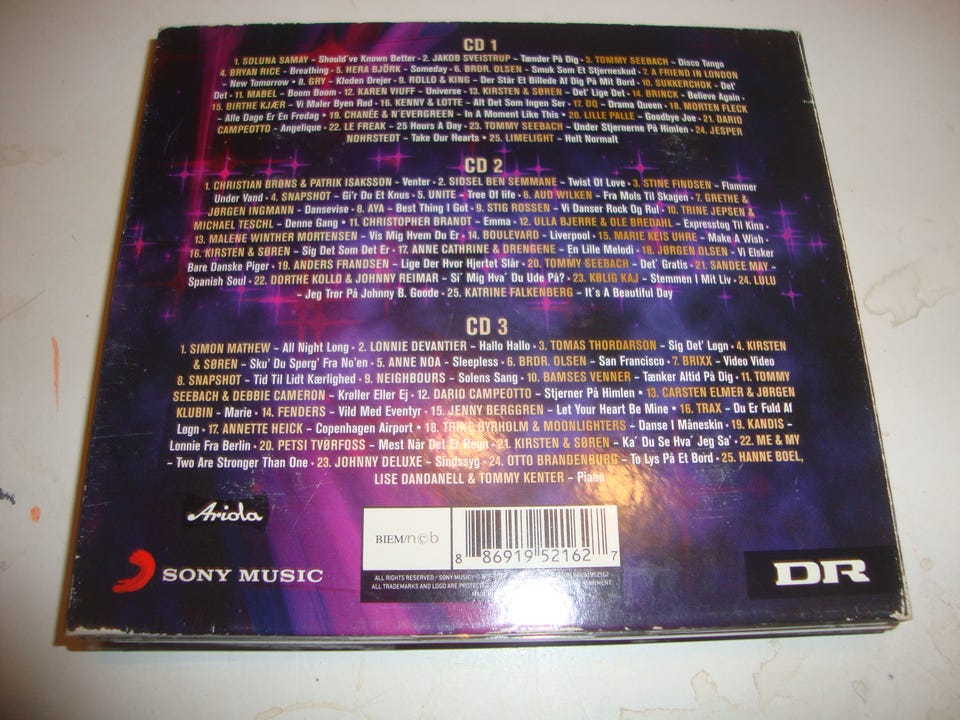 CD 1
1. SOLUNA SAMAY – Should've Known Better • 2. JAKOB SVEISTRUP – Tænder På Dig • 3. TOMMY SEEBACH – Disco Tango
4. BRYAN RICE – Breathing • 5. HERA BJÖRK – Someday • 6. BRDR. OLSEN – Smuk Som Et Stjerneskud • 7. A FRIEND IN LONDON
– New Tomorrow • 8. GRY – Kloden Drejer • 9. ROLLO & KING – Der Står Et Billede Af Dig På Mit Bord • 10. SUKKERCHOK – Det'
Det • 11. MABEL – Boom Boom • 12. KAREN VIUFF – Universe • 13. KIRSTEN & SØREN – Det' Lige Det • 14. BRINCK – Believe Again •
15. BIRTHE KJÆR – Vi Maler Byen Rød • 16. KENNY & LOTTE – Alt Det Som Ingen Ser • 17. DQ – Drama Queen • 18. MORTEN FLECK
– Alle Dage Er En Fredag • 19. CHANÉE & N'EVERGREEN – In A Moment Like This • 20. LILLE PALLE – Goodbye Joe • 21. DARIO
CAMPEOTTO – Angelique • 22. LE FREAK – 25 Hours A Day • 23. TOMMY SEEBACH – Under Stjernerne På Himlen • 24. JESPER
NOHRSTEDT – Take Our Hearts • 25. LIMELIGHT – Helt Normalt
CD 2
1. CHRISTIAN BRØNS & PATRIK ISAKSSON – Venter • 2. SIDSEL BEN SEMMANE – Twist Of Love • 3. STINE FINDSEN – Flammer
Under Vand • 4. SNAPSHOT – Gi'r Du Et Knus • 5. UNITE – Tree Of life • 6. AUD WILKEN – Fra Mols Til Skagen • 7. GRETHE &
JØRGEN INGMANN – Dansevise • 8. AYA – Best Thing I Got • 9. STIG ROSSEN – Vi Danser Rock Og Rul • 10. TRINE JEPSEN &
MICHAEL TESCHL – Denne Gang • 11. CHRISTOPHER BRANDT – Emma • 12. ULLA BJERRE & OLE BREDAHL – Expresstog Til Kina •
13. MALENE WINTHER MORTENSEN – Vis Mig Hvem Du Er • 14. BOULEVARD – Liverpool • 15. MARIE KEIS UHRE – Make A Wish •
16. KIRSTEN & SØREN – Sig Det Som Det Er • 17. ANNE CATHRINE & DRENGENE – En Lille Melodi • 18. JØRGEN OLSEN – Vi Elsker
Bare Danske Piger • 19. ANDERS FRANDSEN – Lige Der Hvor Hjertet Slår • 20. TOMMY SEEBACH – Det' Gratis • 21. SANDEE MAY –
Spanish Soul • 22. DORTHE KOLLO & JOHNNY REIMAR – Si' Mig Hva' Du Ude På? • 23. KØLIG KAJ – Stemmen I Mit Liv • 24. LULU
– Jeg Tror På Johnny B. Goode • 25. KATRINE FALKENBERG – It's A Beautiful Day
CD 3
1. SIMON MATHEW – All Night Long • 2. LONNIE DEVANTIER – Hallo Hallo • 3. TOMAS THORDARSON – Sig Det' Løgn • 4. KIRSTEN
& SØREN – Sku' Du Spørg' Fra No'en • 5. ANNE NOA – Sleepless • 6. BRDR. OLSEN – San Francisco • 7. BRIXX – Video Video
8. SNAPSHOT – Tid Til Lidt Kærlighed • 9. NEIGHBOURS – Solens Sang • 10. BAMSES VENNER – Tænker Altid På Dig • 11. TOMMY
SEEBACH & DEBBIE CAMERON – Krøller Eller Ej • 12. DARIO CAMPEOTTO – Stjerner På Himlen • 13. CARSTEN ELMER & JØRGEN
KLUBIN – Marie • 14. FENDERS – Vild Med Eventyr • 15. JENNY BERGGREN – Let Your Heart Be Mine • 16. TRAX – Du Er Fuld Af
Løgn • 17. ANNETTE HEICK – Copenhagen Airport • 18. TRINE DYRHOLM & MOONLIGHTERS – Danse I Måneskin • 19. KANDIS –
Lonnie Fra Berlin • 20. PETSI TVØRFOSS – Mest Når Det Er Regn • 21. KIRSTEN & SØREN – Ka' Du Se Hva' Jeg Sa' • 22. ME & MY
– Two Are Stronger Than One • 23. JOHNNY DELUXE – Sindssyg • 24. OTTO BRANDENBURG – To Lys På Et Bord • 25. HANNE BOEL,
LISE DANDANELL & TOMMY KENTER – Piano
Ariola
SONY MUSIC
BIEM/n©b
8 86919 52162 7
ALL RIGHTS RESERVED / SONY MUSIC
ALL TRADEMARKS AND LOGOS ARE PROTECTED
DR